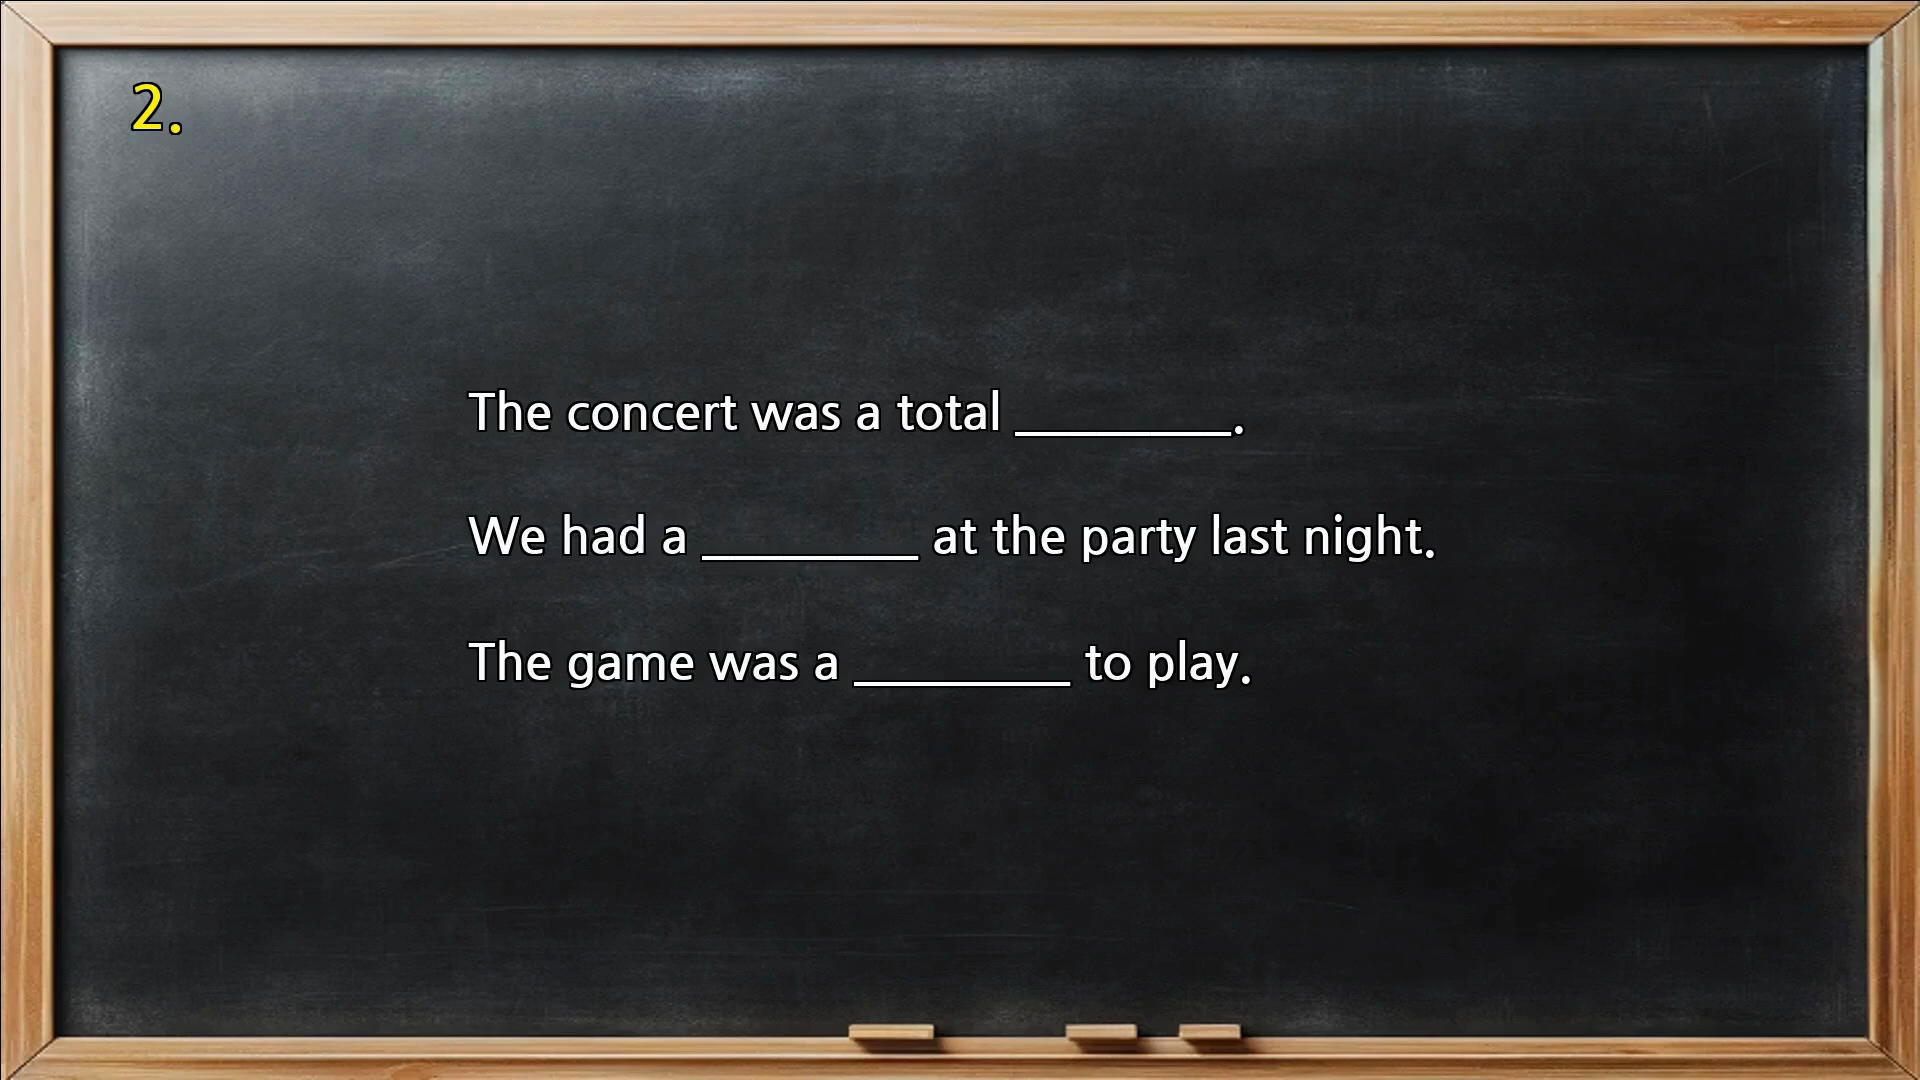 2.
The concert was a total ________.
We had a ________ at the party last night.
The game was a ________ to play.